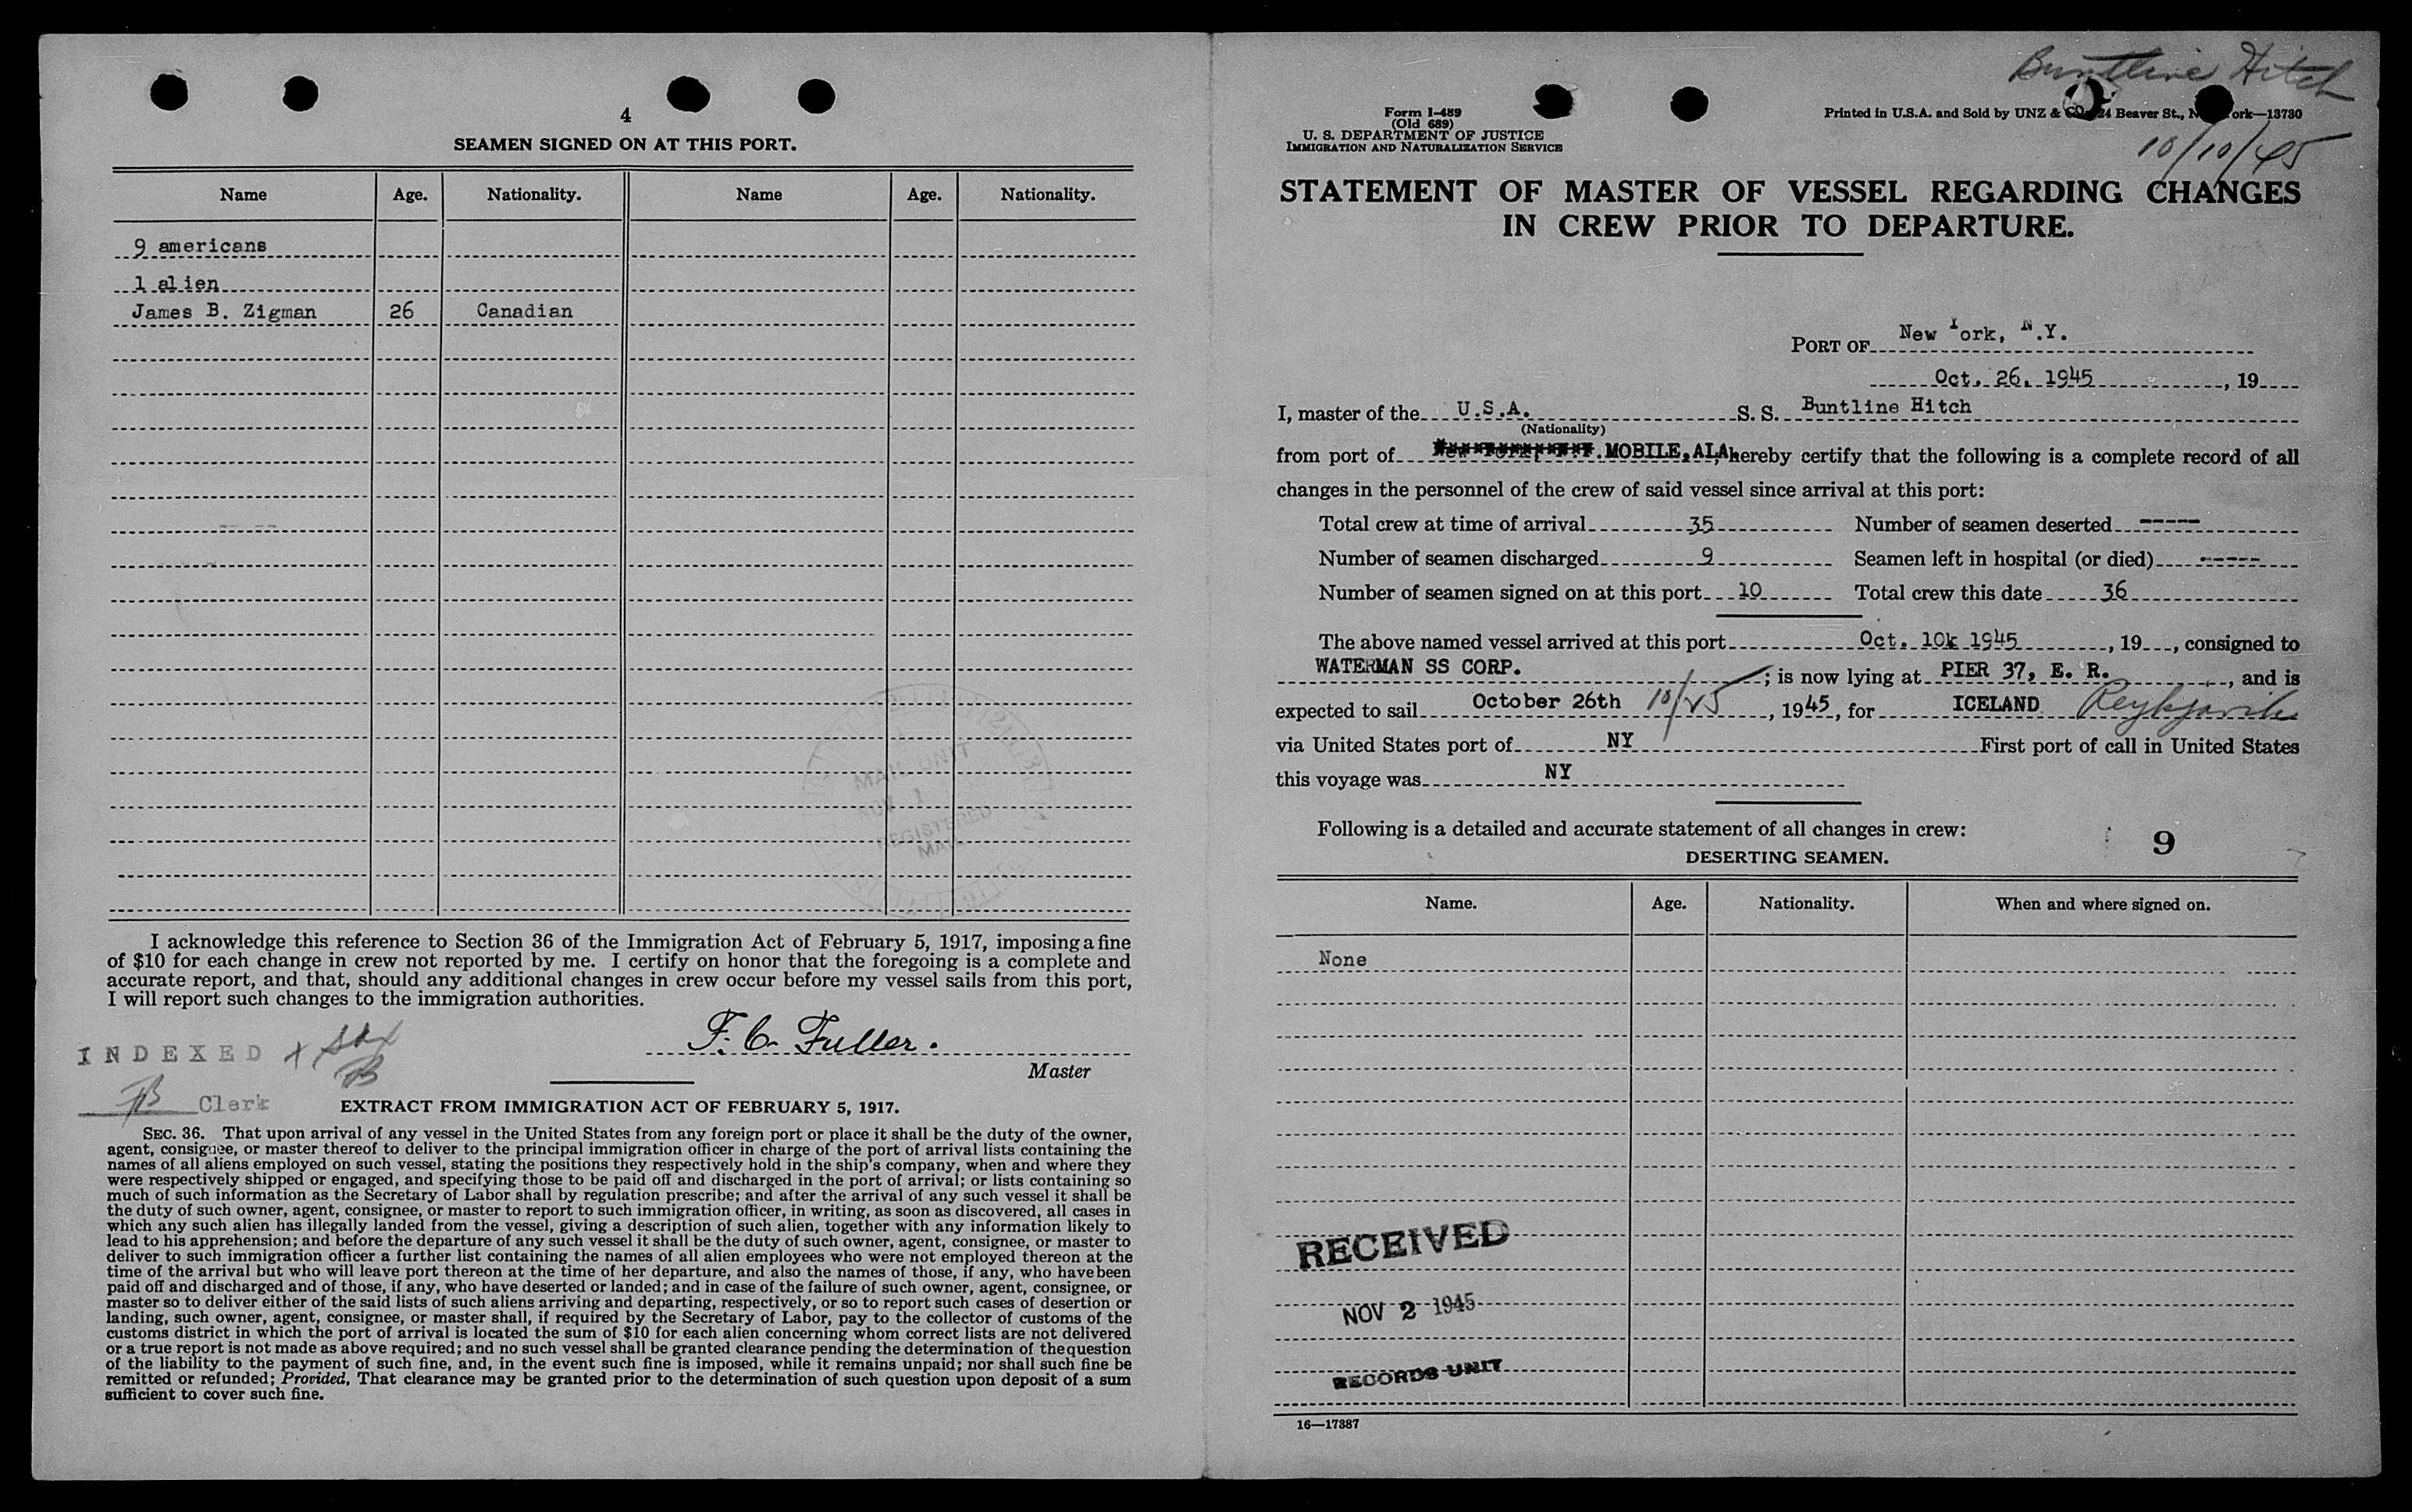 4
SEAMEN SIGNED ON AT THIS PORT.
Name Age. Nationality. Name Age. Nationality.
9 americans
1 alien
James B. Zigman 26 Canadian
MAIL UNIT
REGISTERED
MAIL
I acknowledge this reference to Section 36 of the Immigration Act of February 5, 1917, imposing a fine
of $10 for each change in crew not reported by me. I certify on honor that the foregoing is a complete and
accurate report, and that, should any additional changes in crew occur before my vessel sails from this port,
I will report such changes to the immigration authorities.
F. C. Fuller.
Master
INDEXED
Clerk
EXTRACT FROM IMMIGRATION ACT OF FEBRUARY 5, 1917.
SEC. 36. That upon arrival of any vessel in the United States from any foreign port or place it shall be the duty of the owner,
agent, consignee, or master thereof to deliver to the principal immigration officer in charge of the port of arrival lists containing the
names of all aliens employed on such vessel, stating the positions they respectively hold in the ship's company, when and where they
were respectively shipped or engaged, and specifying those to be paid off and discharged in the port of arrival; or lists containing so
much of such information as the Secretary of Labor shall by regulation prescribe; and after the arrival of any such vessel it shall be
the duty of such owner, agent, consignee, or master to report to such immigration officer, in writing, as soon as discovered, all cases in
which any such alien has illegally landed from the vessel, giving a description of such alien, together with any information likely to
lead to his apprehension; and before the departure of any such vessel it shall be the duty of such owner, agent, consignee, or master to
deliver to such immigration officer a further list containing the names of all alien employees who were not employed thereon at the
time of the arrival but who will leave port thereon at the time of her departure, and also the names of those, if any, who have been
paid off and discharged and of those, if any, who have deserted or landed; and in case of the failure of such owner, agent, consignee, or
master so to deliver either of the said lists of such aliens arriving and departing, respectively, or so to report such cases of desertion or
landing, such owner, agent, consignee, or master shall, if required by the Secretary of Labor, pay to the collector of customs of the
customs district in which the port of arrival is located the sum of $10 for each alien concerning whom correct lists are not delivered
or a true report is not made as above required; and no such vessel shall be granted clearance pending the determination of the question
of the liability to the payment of such fine, and, in the event such fine is imposed, while it remains unpaid; nor shall such fine be
remitted or refunded; Provided, That clearance may be granted prior to the determination of such question upon deposit of a sum
sufficient to cover such fine.
Buntline Hitch
Form I-489
(Old 689)
U. S. DEPARTMENT OF JUSTICE
IMMIGRATION AND NATURALIZATION SERVICE
Printed in U.S.A. and Sold by UNZ & Co., 24 Beaver St., N ork—13730
10/10/45
STATEMENT OF MASTER OF VESSEL REGARDING CHANGES
IN CREW PRIOR TO DEPARTURE.
PORT OF New York, N.Y.
Oct. 26. 1945, 19
I, master of the U.S.A. S. S. Buntline Hitch
(Nationality)
from port of MOBILE, ALA hereby certify that the following is a complete record of all
changes in the personnel of the crew of said vessel since arrival at this port:
Total crew at time of arrival 35 Number of seamen deserted -----
Number of seamen discharged 9 Seamen left in hospital (or died) -----
Number of seamen signed on at this port 10 Total crew this date 36
The above named vessel arrived at this port Oct. 10k 1945, 19, consigned to
WATERMAN SS CORP.; is now lying at PIER 37, E. R., and is
expected to sail October 26th 10/25, 1945, for ICELAND Reykjavik
via United States port of NY First port of call in United States
this voyage was NY
Following is a detailed and accurate statement of all changes in crew:
9
DESERTING SEAMEN.
Name. Age. Nationality. When and where signed on.
None
RECEIVED
NOV 2 1945
RECORDS UNIT
16—17387